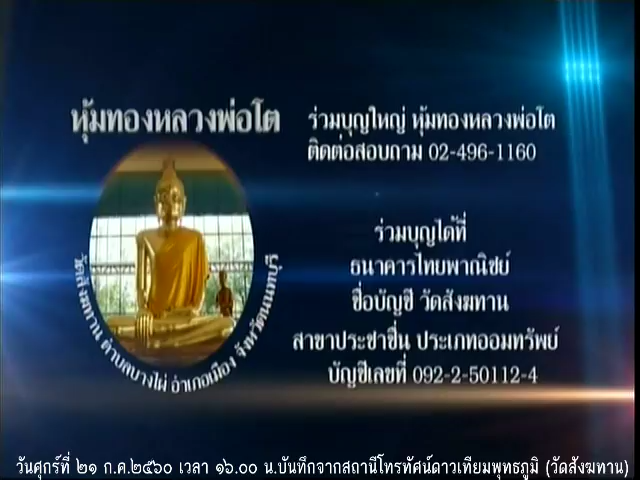 หุ้มทองหลวงพ่อโต
วัดสังฆทาน ตำบลบางไผ่ อำเภอเมือง จังหวัดนนทบุรี
ร่วมบุญใหญ่ หุ้มทองหลวงพ่อโต
ติดต่อสอบถาม 02-496-1160
ร่วมบุญได้ที่
ธนาคารไทยพาณิชย์
ชื่อบัญชี วัดสังฆทาน
สาขาประชาชื่น ประเภทออมทรัพย์
บัญชีเลขที่ 092-2-50112-4
วันศุกร์ที่ ๒๑ ก.ค.๒๕๖๐ เวลา ๑๖.๐๐ น.บันทึกจากสถานีโทรทัศน์ดาวเทียมพุทธภูมิ (วัดสังฆทาน)